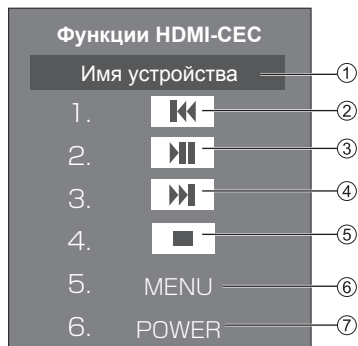 Функции HDMI-CEC
Имя устройства ①
1. ②
2. ③
3. ④
4. ⑤
5. MENU ⑥
6. POWER ⑦